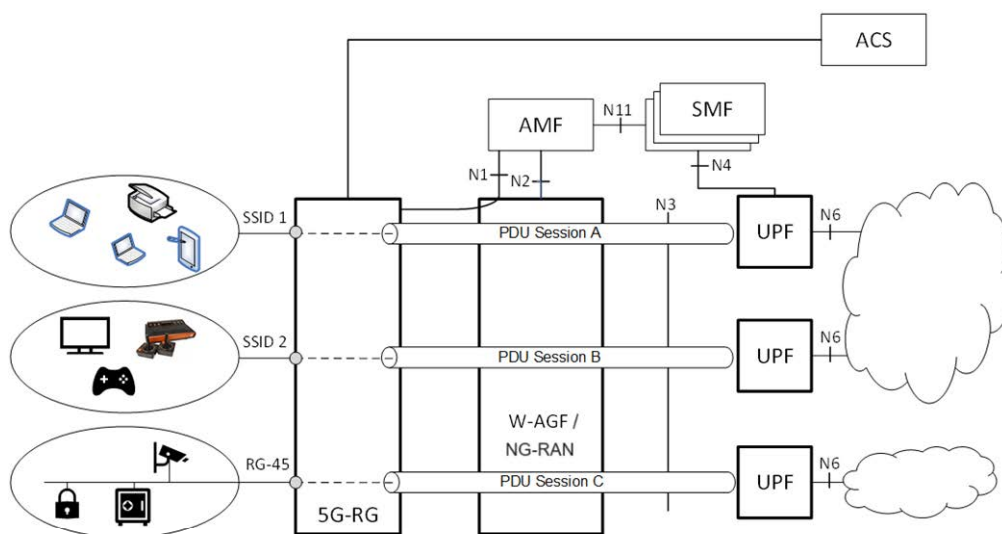 ACS
N11
SMF
AMF
N1
N2
N4
N3
SSID 1
PDU Session A
UPF
N6
SSID 2
PDU Session B
UPF
N6
W-AGF /
NG-RAN
RG-45
PDU Session C
UPF
N6
5G-RG